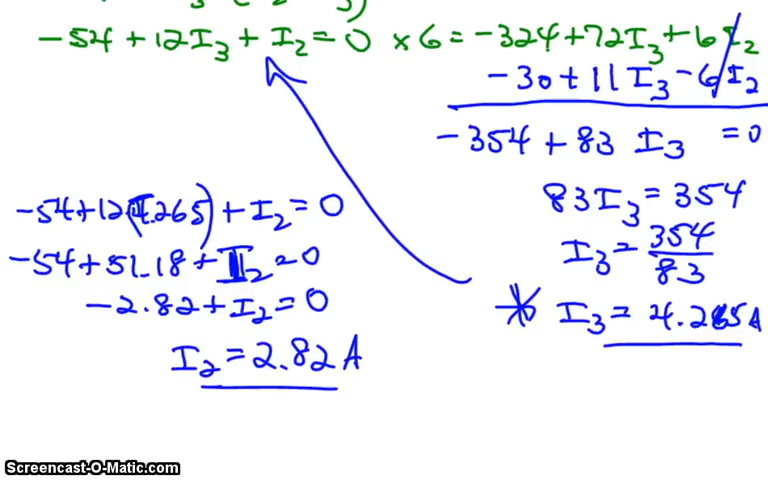 -54 + 12I₃ + I₂ = 0 × 6 = -324 + 72I₃ + 6I₂
-30 + 11I₃ - 6I₂
-354 + 83 I₃ = 0
83I₃ = 354
I₃ = 354/83
* I₃ = 4.265A
-54 + 12(4.265) + I₂ = 0
-54 + 51.18 + I₂ = 0
-2.82 + I₂ = 0
I₂ = 2.82 A
Screencast-O-Matic.com